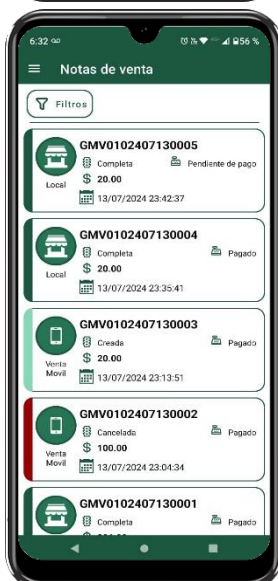 6:32
56 %
Notas de venta
Filtros
GMV0102407130005
Completa Pendiente de pago
$ 20.00
Local
13/07/2024 23:42:37
GMV0102407130004
Completa Pagado
$ 20.00
Local
13/07/2024 23:35:41
GMV0102407130003
Creada Pagado
$ 20.00
Venta Movil
13/07/2024 23:13:51
GMV0102407130002
Cancelada Pagado
$ 100.00
Venta Movil
13/07/2024 23:04:34
GMV0102407130001
Completa Pagado